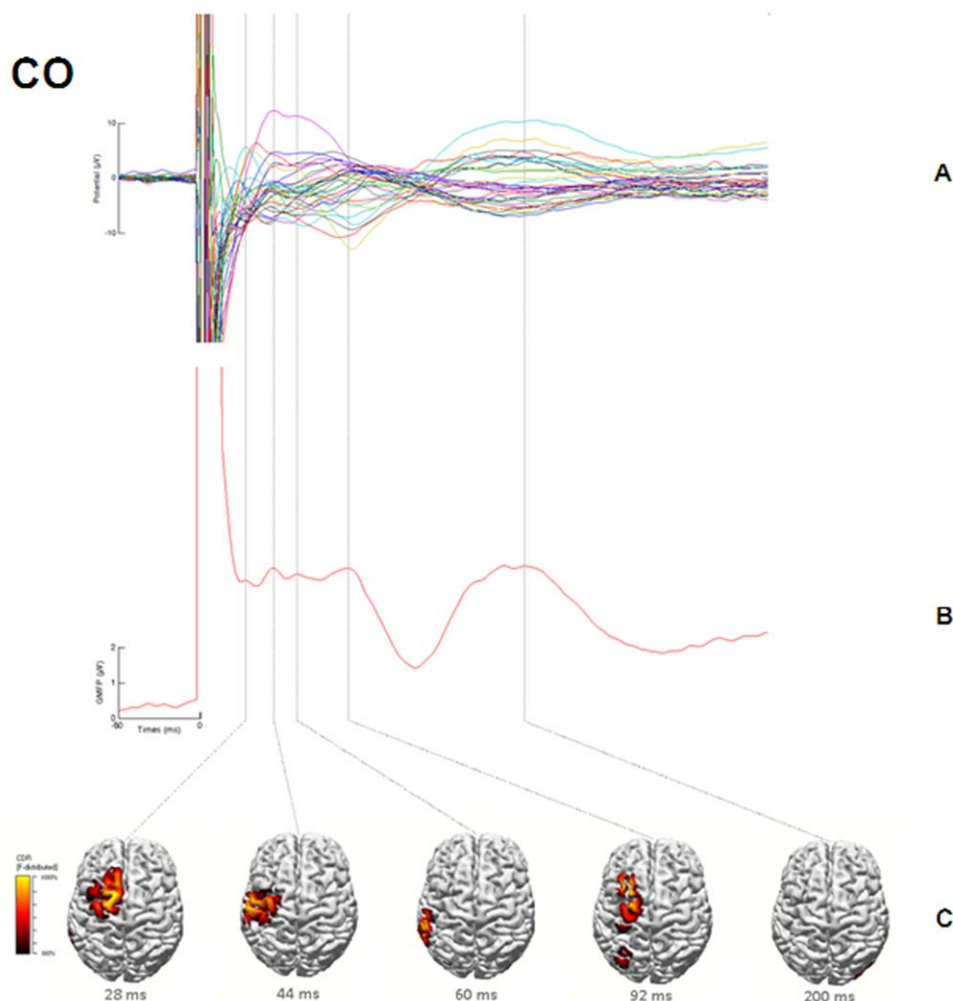 CO
10
0
-10
Potential (µV)
A
B
2
1
0
GMFP (µV)
-50
0
Times (ms)
CDR
[F-distributed]
100%
C
28 ms
44 ms
60 ms
92 ms
200 ms